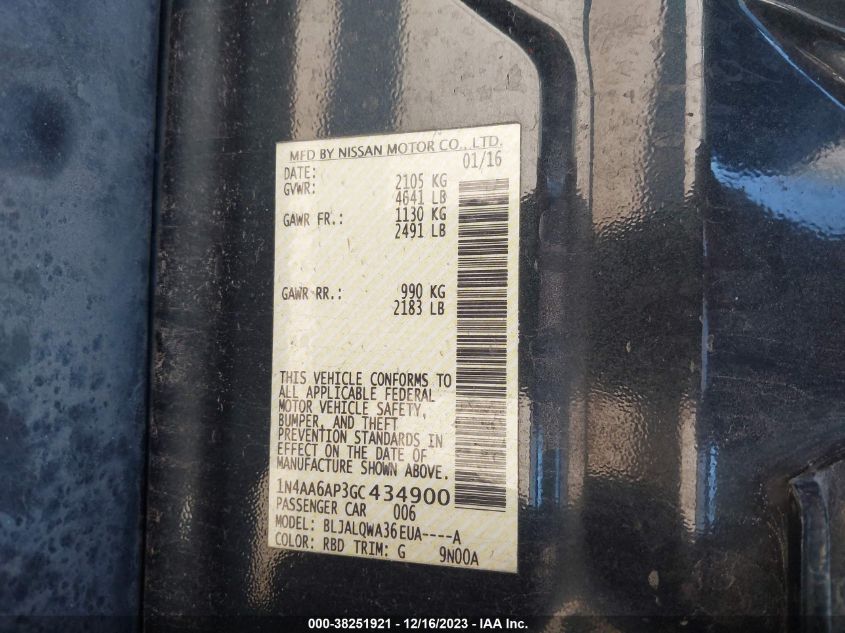 MFD BY NISSAN MOTOR CO., LTD.
DATE: 01/16
GVWR: 2105 KG
4641 LB
GAWR FR.: 1130 KG
2491 LB
GAWR RR.: 990 KG
2183 LB
THIS VEHICLE CONFORMS TO
ALL APPLICABLE FEDERAL
MOTOR VEHICLE SAFETY,
BUMPER, AND THEFT
PREVENTION STANDARDS IN
EFFECT ON THE DATE OF
MANUFACTURE SHOWN ABOVE.
1N4AA6AP3GC434900
PASSENGER CAR 006
MODEL: BLJALQWA36EUA----A
COLOR: RBD TRIM: G 9N00A
000-38251921 - 12/16/2023 - IAA Inc.